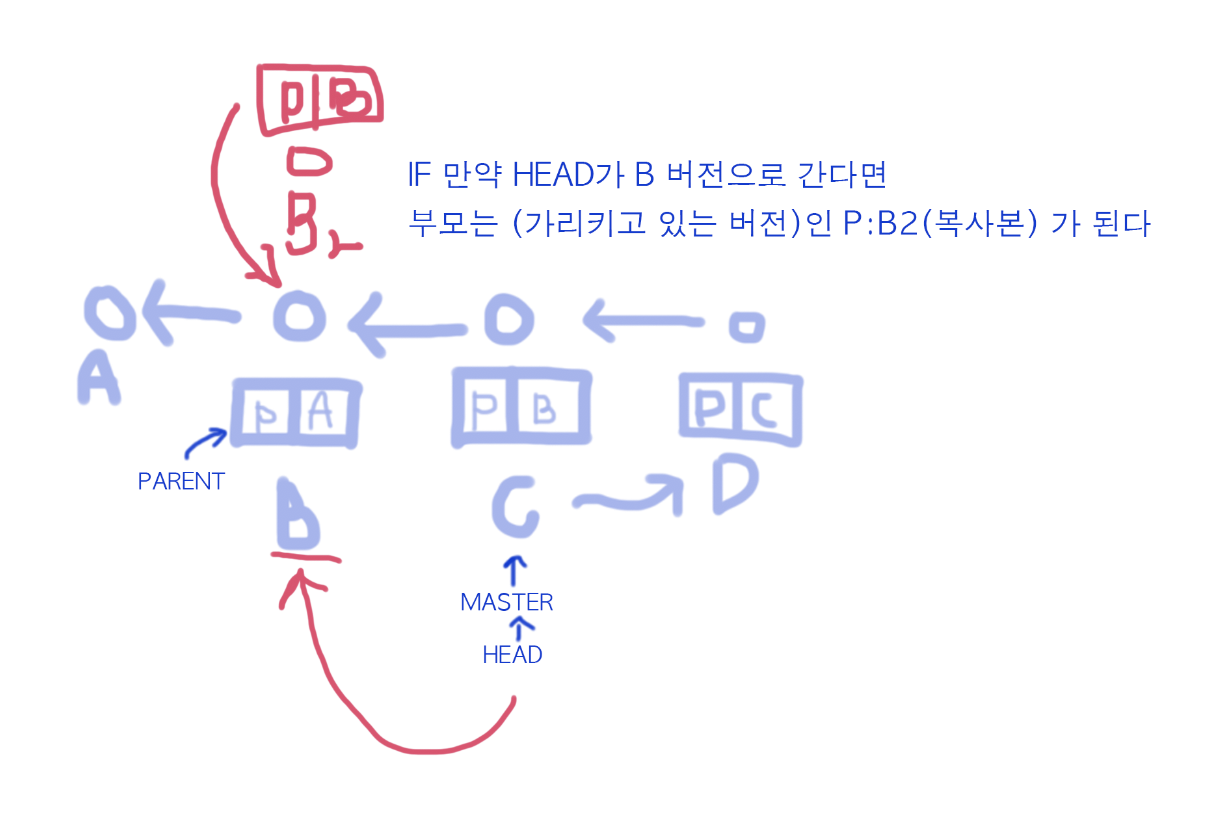 P B
IF 만약 HEAD가 B 버전으로 간다면
부모는 (가리키고 있는 버전)인 P:B2(복사본) 가 된다
B2
A
P A
P B
P C
PARENT
B
C
D
MASTER
HEAD